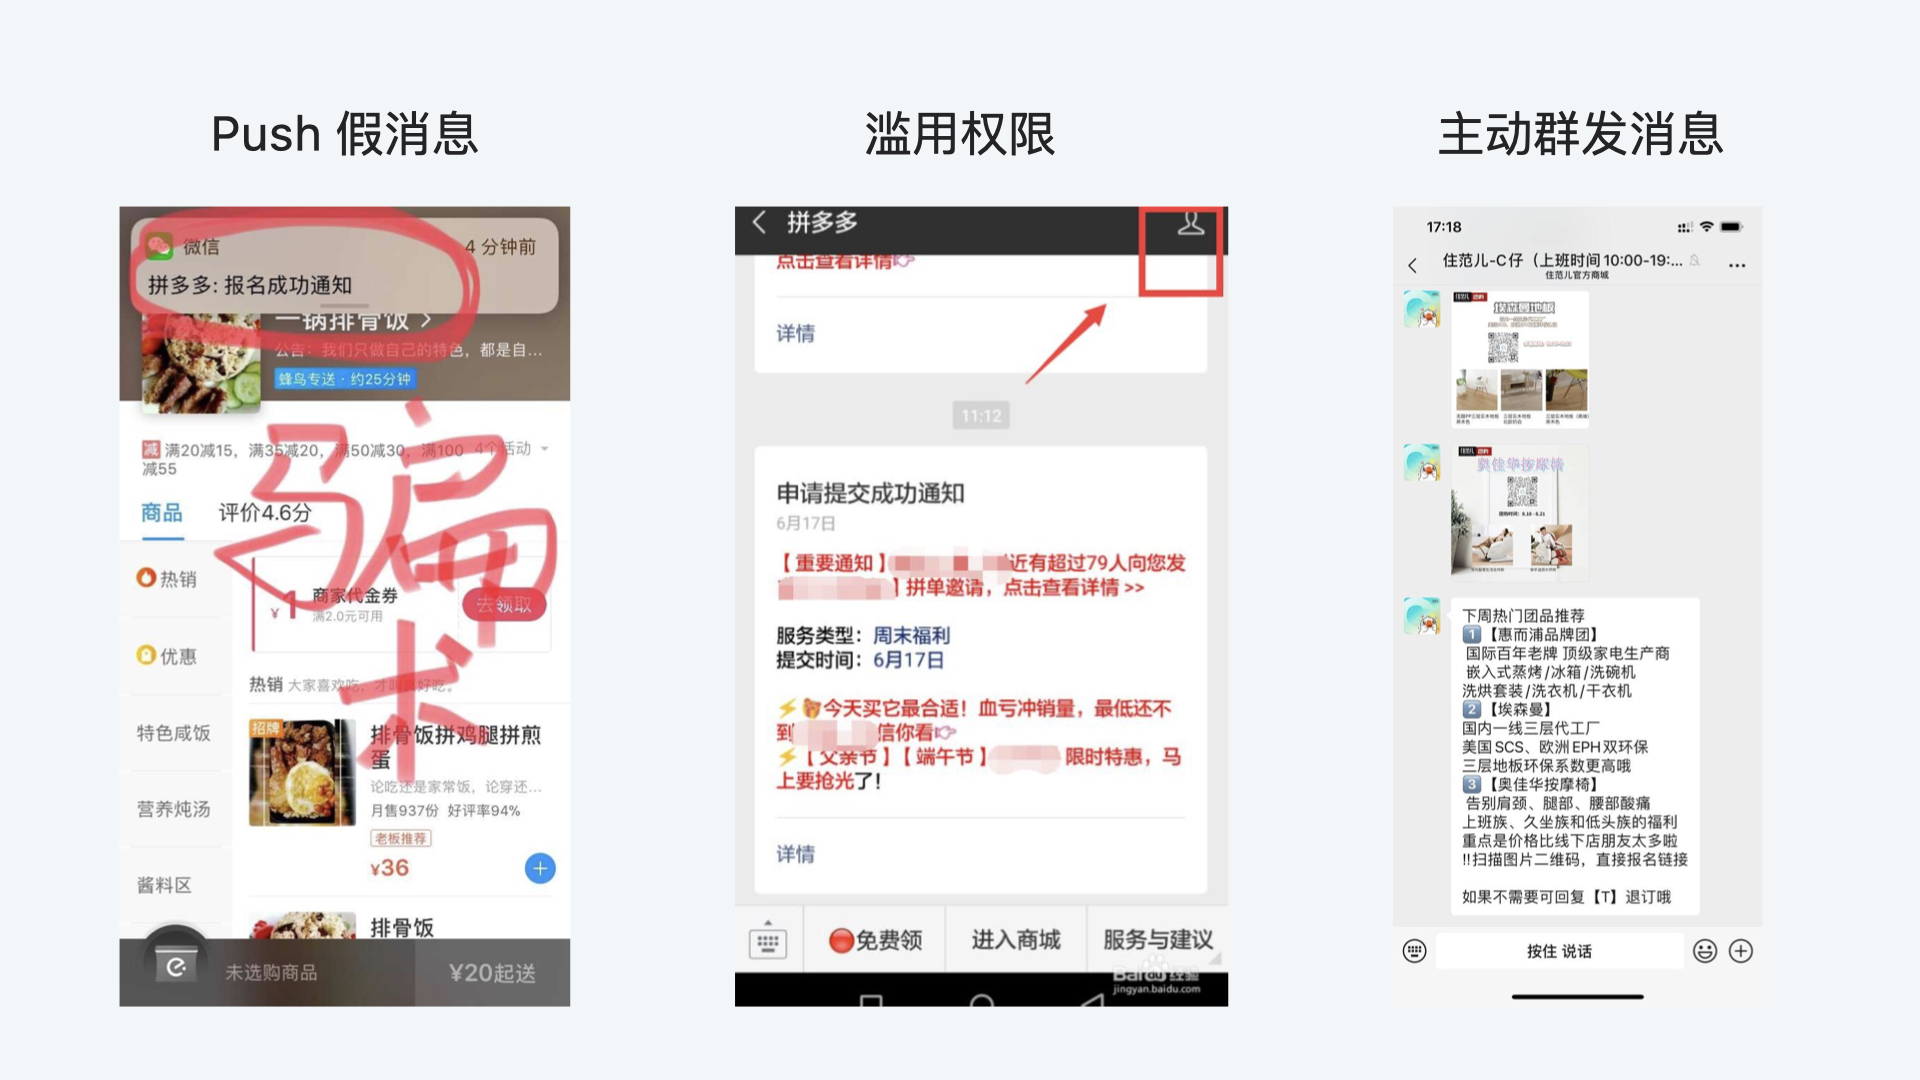 Push 假消息
滥用权限
主动群发消息
微信
4 分钟前
拼多多: 报名成功通知
一锅排骨饭 >
公告：我们只做自己的特色，都是自...
蜂鸟专送 · 约25分钟
减 满20减15，满35减20，满50减30，满100
减55
4个活动
商品
评价4.6分
骗
术
热销
优惠
特色咸饭
营养炖汤
酱料区
¥1
商家代金券
满2.0元可用
去领取
热销 大家喜欢吃，才叫真好吃。
招牌
排骨饭拼鸡腿拼煎
蛋
论吃还是家常饭，论穿还...
月售937份 好评率94%
老板推荐
¥36
排骨饭
未选购商品
¥20起送
拼多多
点击查看详情
详情
11:12
申请提交成功通知
6月17日
【重要通知】
近有超过79人向您发
】拼单邀请，点击查看详情 >>
服务类型：周末福利
提交时间：6月17日
今天买它最合适！血亏冲销量，最低还不
到
信你看
【父亲节】【端午节】
限时特惠，马
上要抢光了！
详情
免费领
进入商城
服务与建议
Baidu 经验
jingyan.baidu.com
17:18
住范儿-C仔（上班时间10:00-19:...
住范儿官方商城
埃森曼地板
奥佳华按摩椅
下周热门团品推荐
1【惠而浦品牌团】
国际百年老牌 顶级家电生产商
嵌入式蒸烤/冰箱/洗碗机
洗烘套装/洗衣机/干衣机
2【埃森曼】
国内一线三层代工厂
美国SCS、欧洲EPH双环保
三层地板环保系数更高哦
3【奥佳华按摩椅】
告别肩颈、腿部、腰部酸痛
上班族、久坐族和低头族的福利
重点是价格比线下店朋友太多啦
!!扫描图片二维码，直接报名链接
如果不需要可回复【T】退订哦
按住 说话